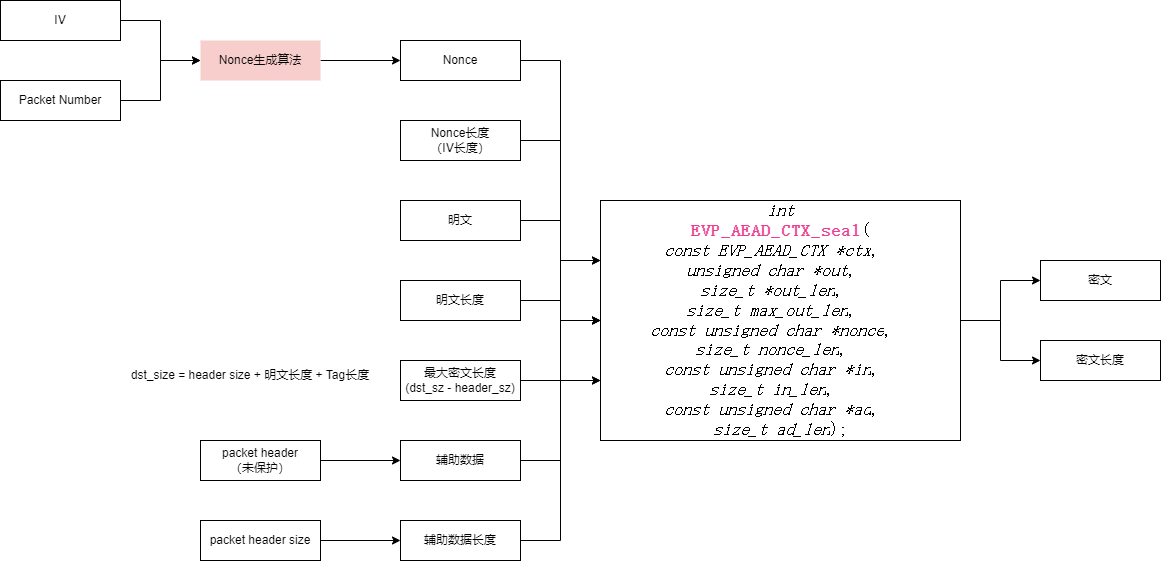 IV
Packet Number
Nonce生成算法
Nonce
Nonce长度
(IV长度)
明文
明文长度
dst_size = header size + 明文长度 + Tag长度
最大密文长度
(dst_sz - header_sz)
packet header
(未保护)
辅助数据
packet header size
辅助数据长度
int
EVP_AEAD_CTX_seal(
const EVP_AEAD_CTX *ctx,
unsigned char *out,
size_t *out_len,
size_t max_out_len,
const unsigned char *nonce,
size_t nonce_len,
const unsigned char *in,
size_t in_len,
const unsigned char *ad,
size_t ad_len);
密文
密文长度